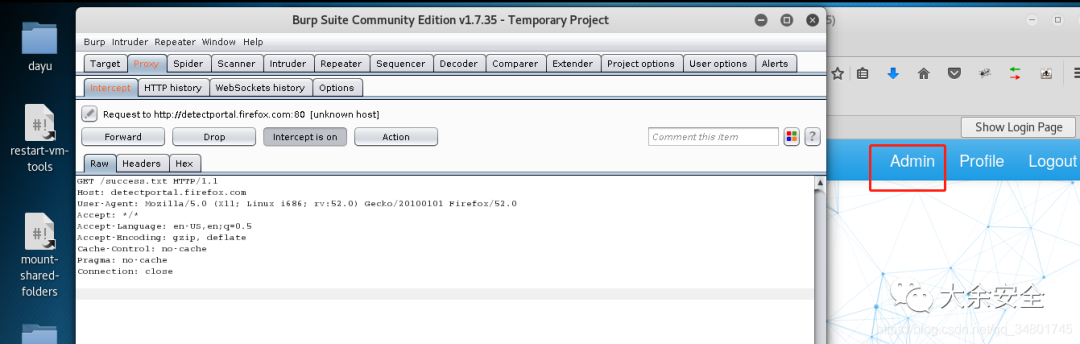 dayu
restart-vm-
tools
mount-
shared-
folders
Burp Suite Community Edition v1.7.35 - Temporary Project
Burp Intruder Repeater Window Help
Target Proxy Spider Scanner Intruder Repeater Sequencer Decoder Comparer Extender Project options User options Alerts
Intercept HTTP history WebSockets history Options
Request to http://detectportal.firefox.com:80 [unknown host]
Forward Drop Intercept is on Action Comment this item ?
Raw Headers Hex
GET /success.txt HTTP/1.1
Host: detectportal.firefox.com
User-Agent: Mozilla/5.0 (X11; Linux i686; rv:52.0) Gecko/20100101 Firefox/52.0
Accept: */*
Accept-Language: en-US,en;q=0.5
Accept-Encoding: gzip, deflate
Cache-Control: no-cache
Pragma: no-cache
Connection: close
5)
Show Login Page
Admin Profile Logout
大余安全
http://blog.csdn.net/qq_34801745